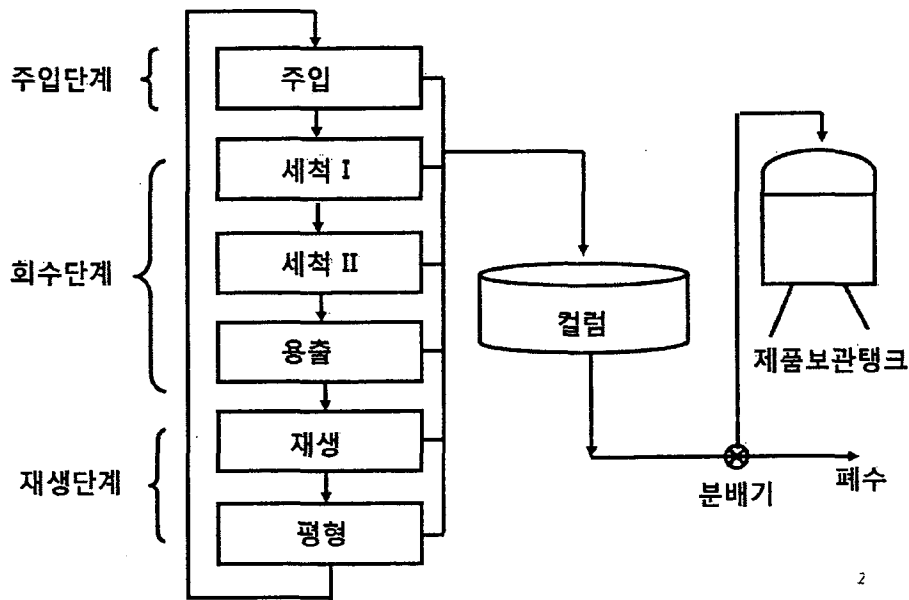 주입단계
주입
세척 I
회수단계
세척 II
용출
재생단계
재생
평형
컬럼
제품보관탱크
분배기
폐수
2